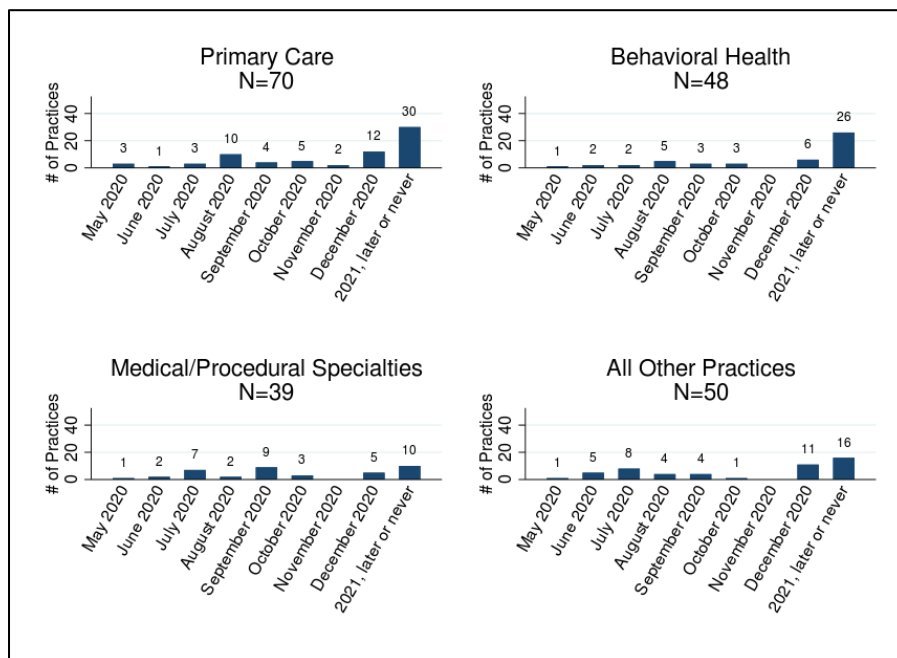 Primary Care
N=70
# of Practices
0 20 40
3 1 3 10 4 5 2 12 30
May 2020
June 2020
July 2020
August 2020
September 2020
October 2020
November 2020
December 2020
2021, later or never
Behavioral Health
N=48
# of Practices
0 20 40
1 2 2 5 3 3 6 26
May 2020
June 2020
July 2020
August 2020
September 2020
October 2020
November 2020
December 2020
2021, later or never
Medical/Procedural Specialties
N=39
# of Practices
0 20 40
1 2 7 2 9 3 5 10
May 2020
June 2020
July 2020
August 2020
September 2020
October 2020
November 2020
December 2020
2021, later or never
All Other Practices
N=50
# of Practices
0 20 40
1 5 8 4 4 1 11 16
May 2020
June 2020
July 2020
August 2020
September 2020
October 2020
November 2020
December 2020
2021, later or never